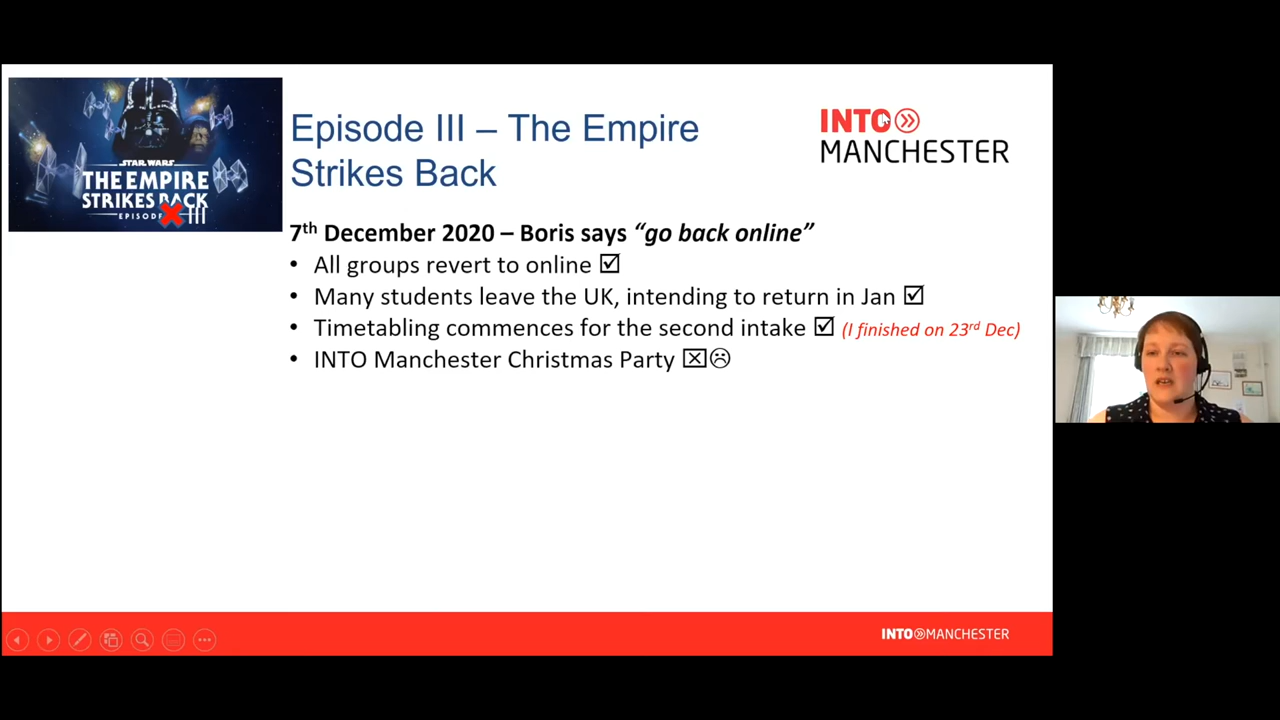 STAR WARS
THE EMPIRE
STRIKES BACK
EPISODE III
Episode III – The Empire
Strikes Back
INTO
MANCHESTER
7th December 2020 – Boris says “go back online”
• All groups revert to online ☑
• Many students leave the UK, intending to return in Jan ☑
• Timetabling commences for the second intake ☑ (I finished on 23rd Dec)
• INTO Manchester Christmas Party ☒☹
INTO MANCHESTER